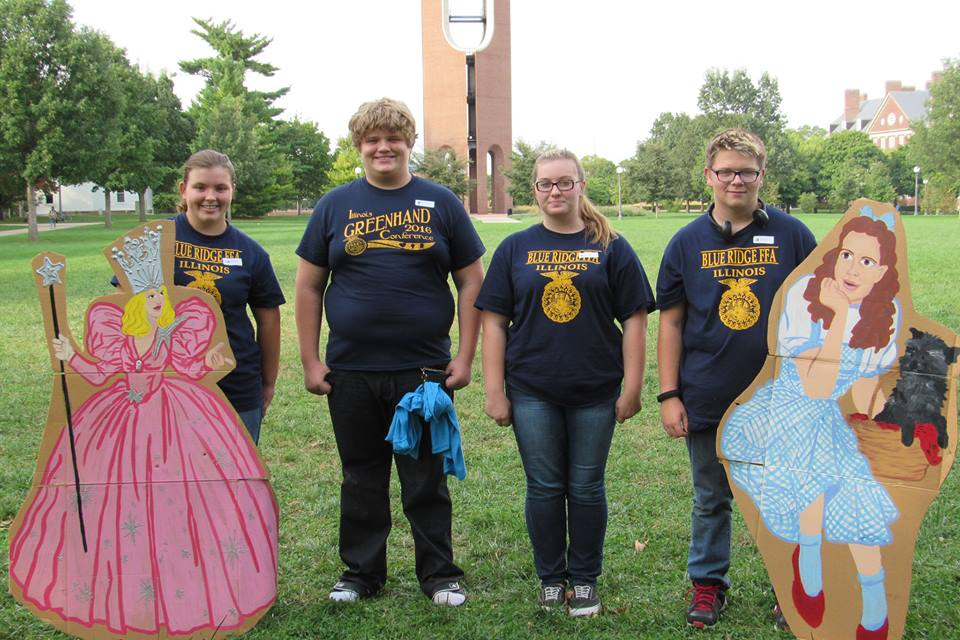 BLUE RIDGE FFA
ILLINOIS
Illinois
GREENHAND 2016
Conference
BLUE RIDGE FFA
ILLINOIS
BLUE RIDGE FFA
ILLINOIS